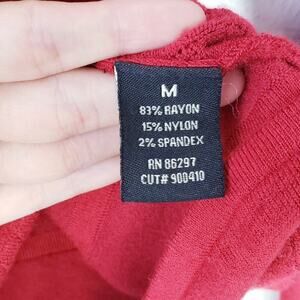 M
83% RAYON
15% NYLON
2% SPANDEX
RN 86297
CUT# 900410